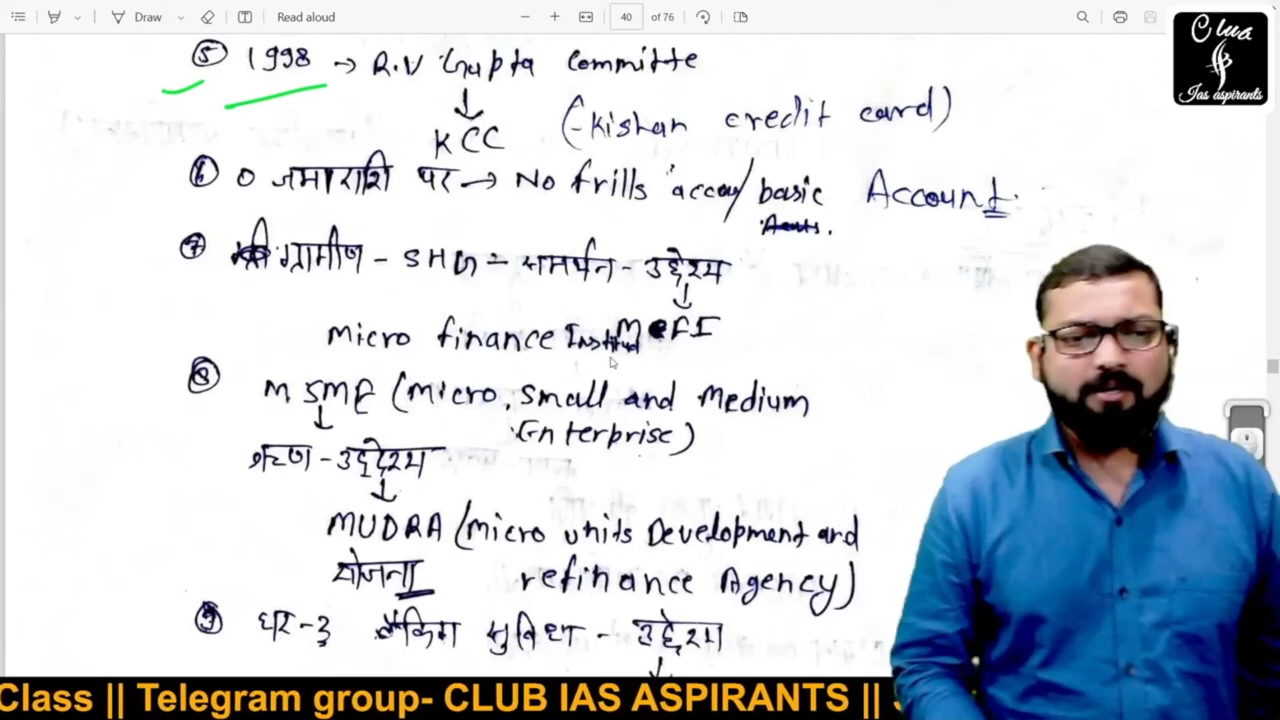 Draw
Read aloud
40 of 76
Club
Ias aspirants
⑤ 1998 → R.V Gupta Committe
↓
KCC (Kishan credit card)
⑥ 0 जमाराशि पर → No frills accou/basic Account.
⑦ ग्रामीण - SHG = समर्थन - उद्देश्य
↓
Micro finance Institut MFI
⑧ MSME (Micro, Small and Medium
Enterprise)
↓
ऋण - उद्देश्य
↓
MUDRA (Micro units Development and
योजना refinance Agency)
⑨ घर-2 बैंकिंग सुविधा - उद्देश्य
↓
Class || Telegram group- CLUB IAS ASPIRANTS ||